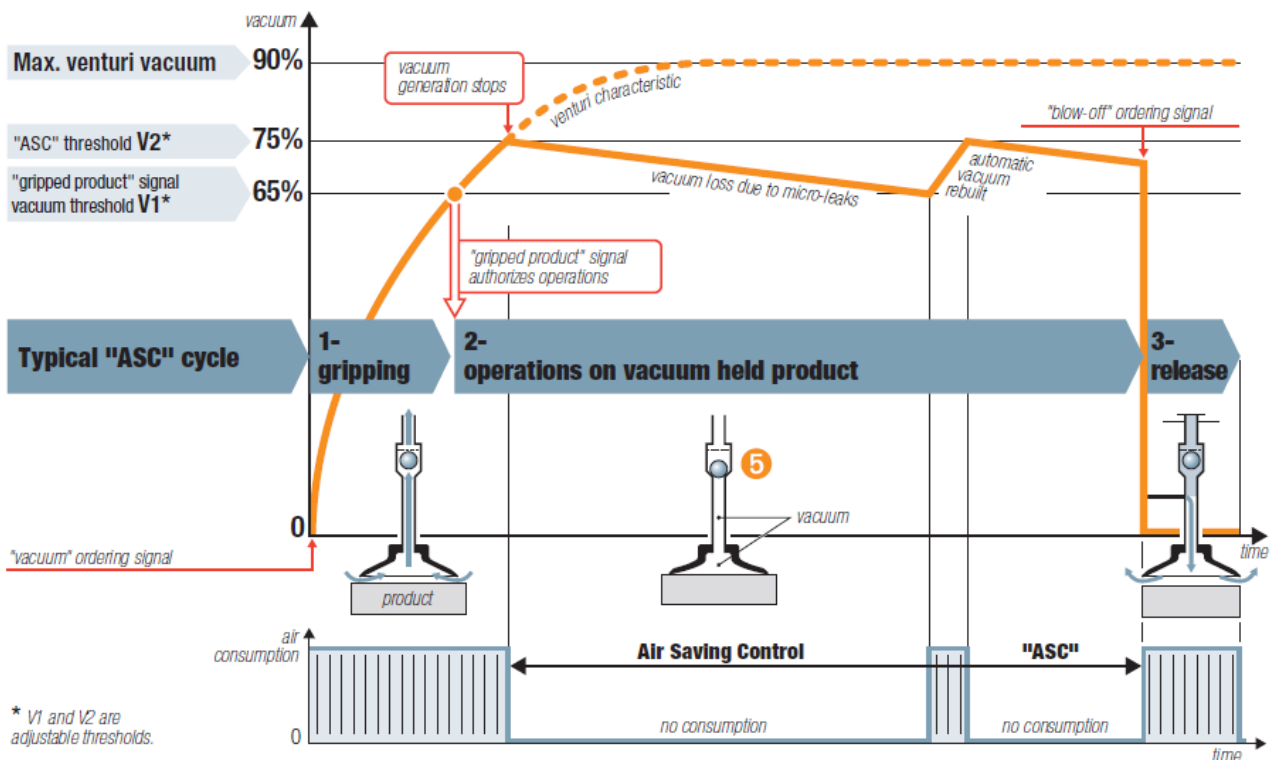 vacuum
Max. venturi vacuum
90%
vacuum
generation stops
venturi characteristic
"blow-off" ordering signal
"ASC" threshold V2*
75%
"gripped product" signal
vacuum threshold V1*
65%
vacuum loss due to micro-leaks
automatic
vacuum
rebuilt
"gripped product" signal
authorizes operations
Typical "ASC" cycle
1-
gripping
2-
operations on vacuum held product
3-
release
5
0
vacuum
"vacuum" ordering signal
time
product
air
consumption
Air Saving Control
"ASC"
* V1 and V2 are
adjustable thresholds.
0
no consumption
no consumption
time